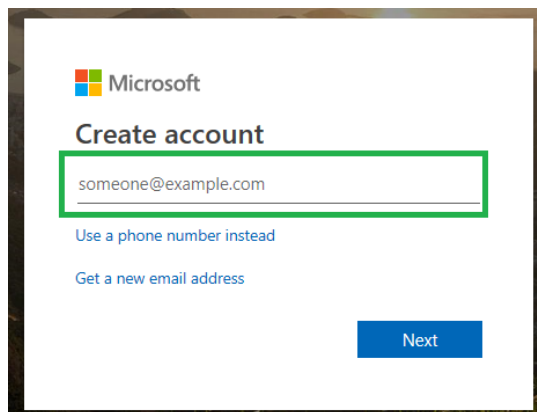 Microsoft
Create account
someone@example.com
Use a phone number instead
Get a new email address
Next